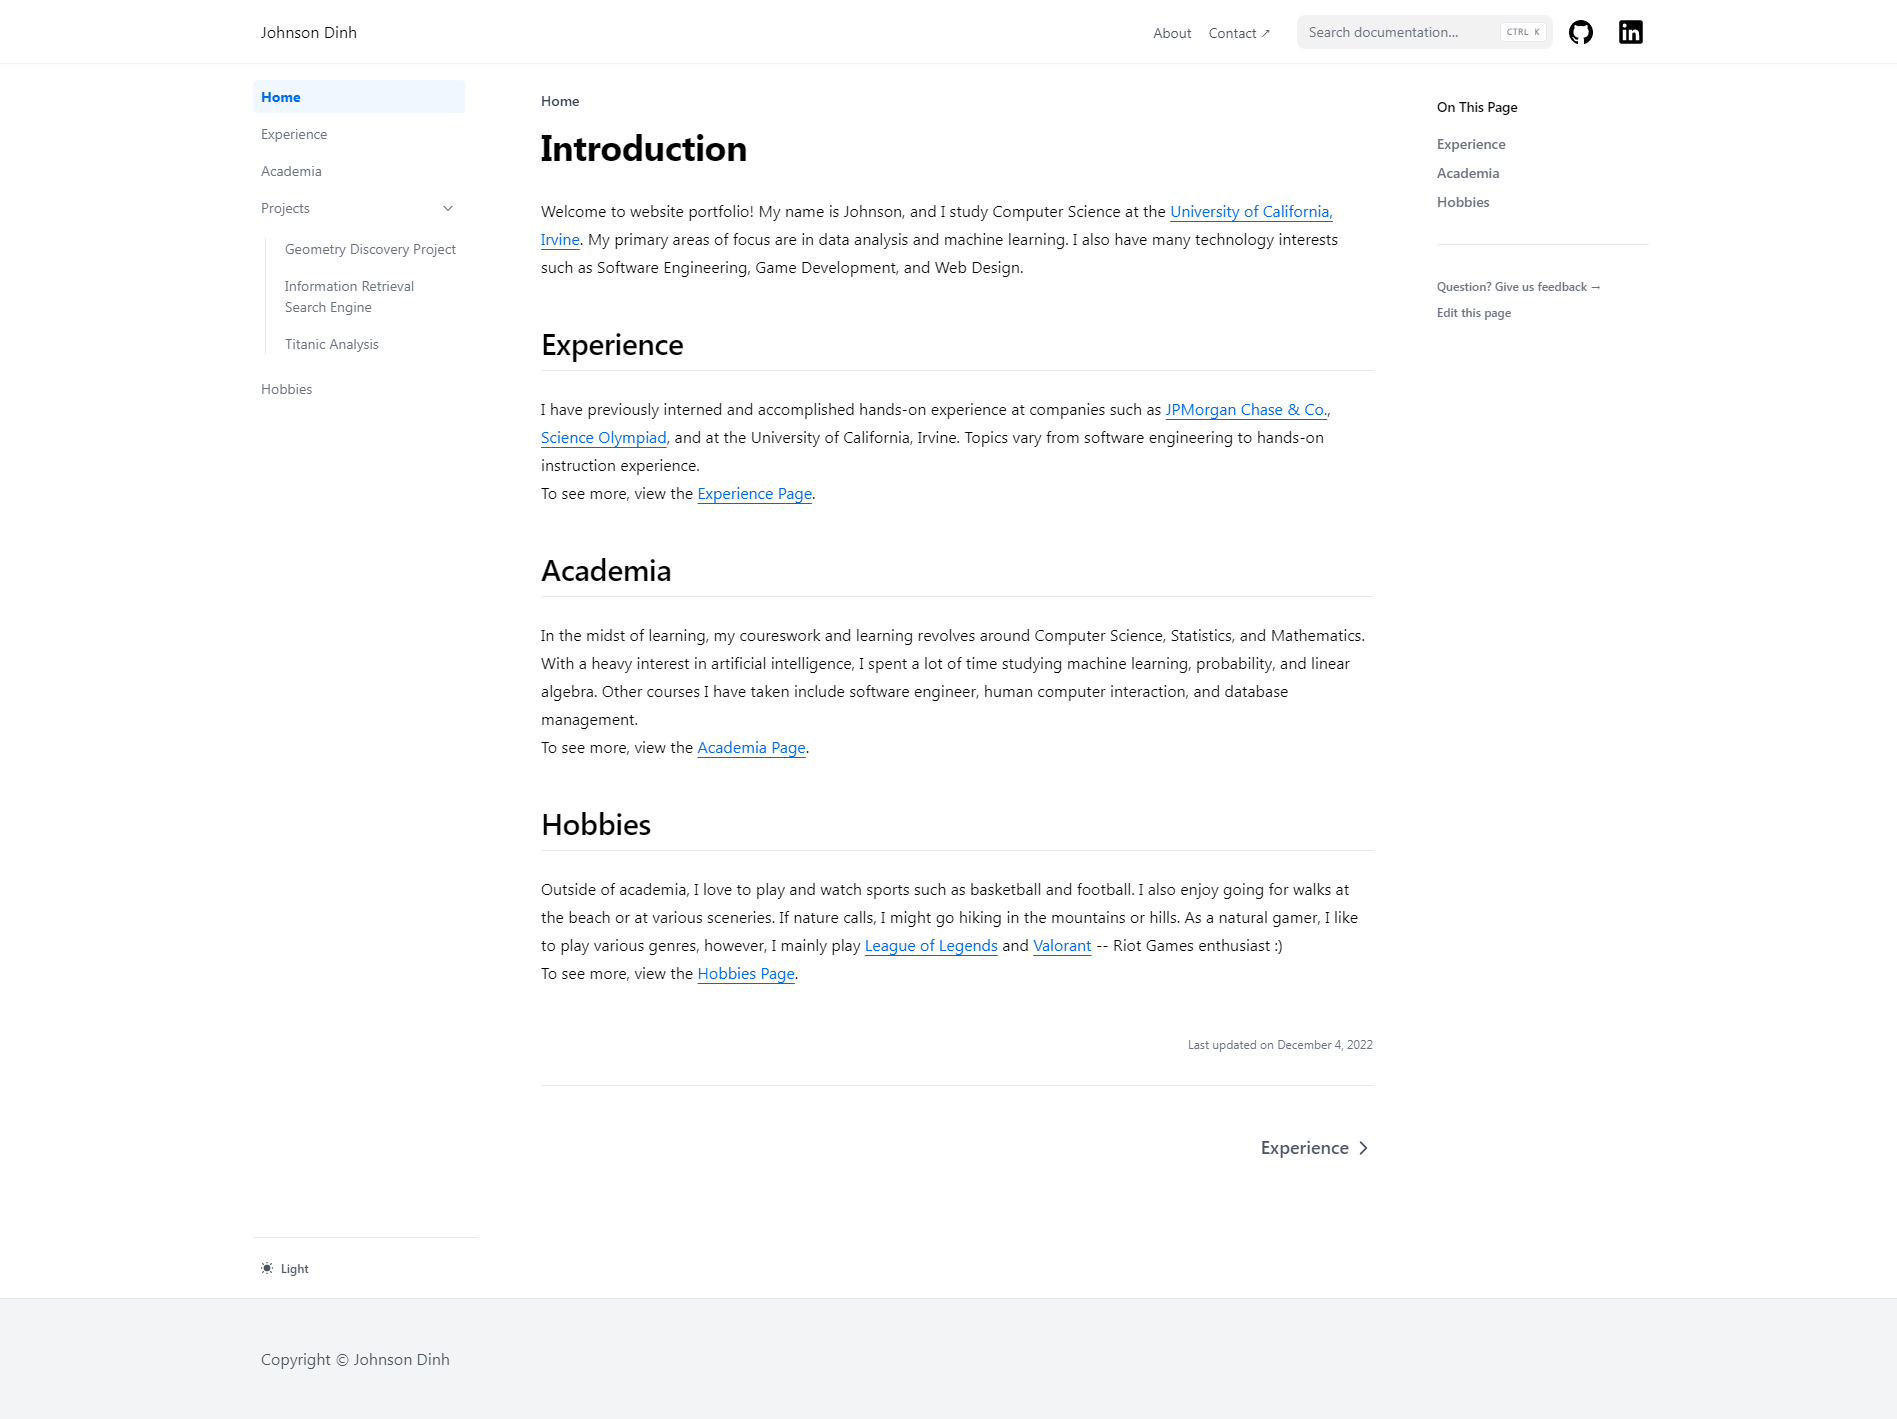 Johnson Dinh
About
Contact ↗
Search documentation...
CTRL K
Home
Experience
Academia
Projects
Geometry Discovery Project
Information Retrieval
Search Engine
Titanic Analysis
Hobbies
Light
Home
Introduction
Welcome to website portfolio! My name is Johnson, and I study Computer Science at the University of California,
Irvine. My primary areas of focus are in data analysis and machine learning. I also have many technology interests
such as Software Engineering, Game Development, and Web Design.
Experience
I have previously interned and accomplished hands-on experience at companies such as JPMorgan Chase & Co.,
Science Olympiad, and at the University of California, Irvine. Topics vary from software engineering to hands-on
instruction experience.
To see more, view the Experience Page.
Academia
In the midst of learning, my coureswork and learning revolves around Computer Science, Statistics, and Mathematics.
With a heavy interest in artificial intelligence, I spent a lot of time studying machine learning, probability, and linear
algebra. Other courses I have taken include software engineer, human computer interaction, and database
management.
To see more, view the Academia Page.
Hobbies
Outside of academia, I love to play and watch sports such as basketball and football. I also enjoy going for walks at
the beach or at various sceneries. If nature calls, I might go hiking in the mountains or hills. As a natural gamer, I like
to play various genres, however, I mainly play League of Legends and Valorant -- Riot Games enthusiast :)
To see more, view the Hobbies Page.
Last updated on December 4, 2022
Experience
On This Page
Experience
Academia
Hobbies
Question? Give us feedback →
Edit this page
Copyright © Johnson Dinh